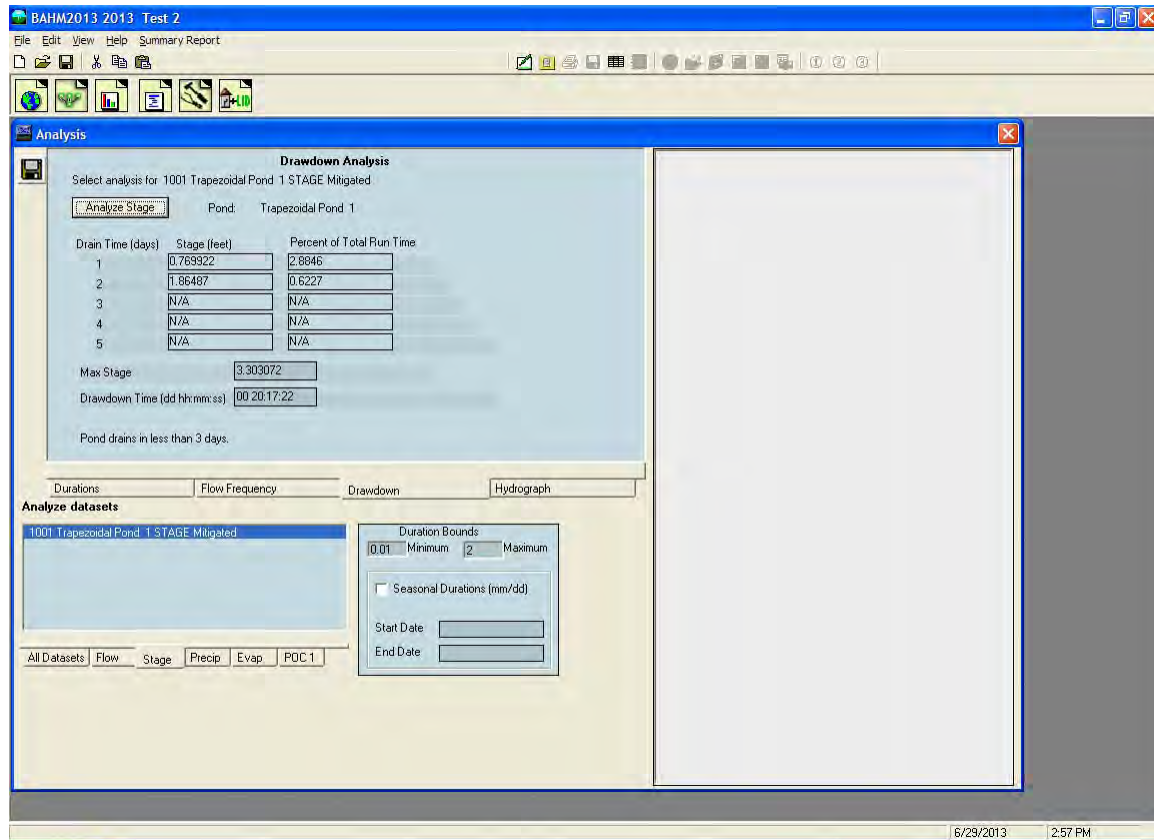 BAHM2013 2013 Test 2
File Edit View Help Summary Report
+LID
Analysis
Drawdown Analysis
Select analysis for 1001 Trapezoidal Pond 1 STAGE Mitigated
Analyze Stage Pond: Trapezoidal Pond 1
Drain Time (days) Stage (feet) Percent of Total Run Time
1 0.769922 2.8846
2 1.86487 0.6227
3 N/A N/A
4 N/A N/A
5 N/A N/A
Max Stage 3.303072
Drawdown Time (dd hh:mm:ss) 00 20:17:22
Pond drains in less than 3 days.
Durations Flow Frequency Drawdown Hydrograph
Analyze datasets
1001 Trapezoidal Pond 1 STAGE Mitigated
Duration Bounds
0.01 Minimum 2 Maximum
Seasonal Durations (mm/dd)
Start Date
End Date
All Datasets Flow Stage Precip Evap POC 1
6/29/2013 2:57 PM